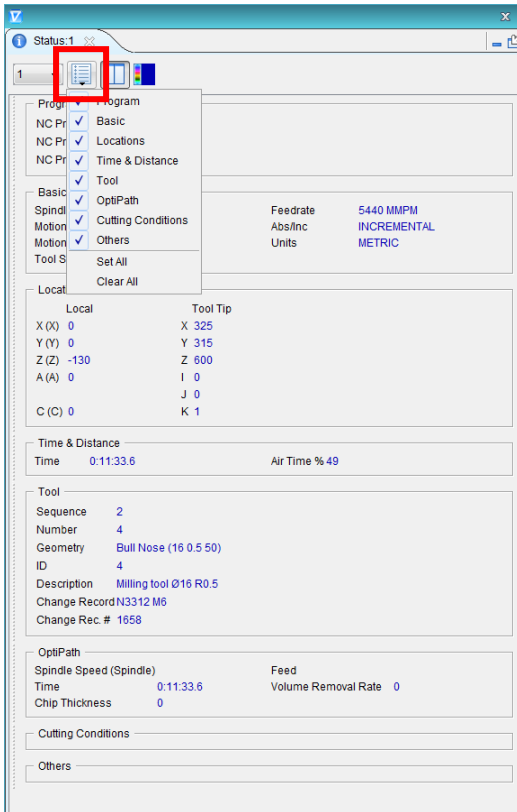 Status:1
1
Program
NC Pr
NC Pr
NC Pr
Program
Basic
Locations
Time & Distance
Tool
OptiPath
Cutting Conditions
Others
Set All
Clear All
Basic
Spindl
Feedrate 5440 MMPM
Motion
Abs/Inc INCREMENTAL
Motion
Units METRIC
Tool S
Locat
Local Tool Tip
X (X) 0 X 325
Y (Y) 0 Y 315
Z (Z) -130 Z 600
A (A) 0 I 0
J 0
C (C) 0 K 1
Time & Distance
Time 0:11:33.6 Air Time % 49
Tool
Sequence 2
Number 4
Geometry Bull Nose (16 0.5 50)
ID 4
Description Milling tool Ø16 R0.5
Change Record N3312 M6
Change Rec. # 1658
OptiPath
Spindle Speed (Spindle) Feed
Time 0:11:33.6 Volume Removal Rate 0
Chip Thickness 0
Cutting Conditions
Others